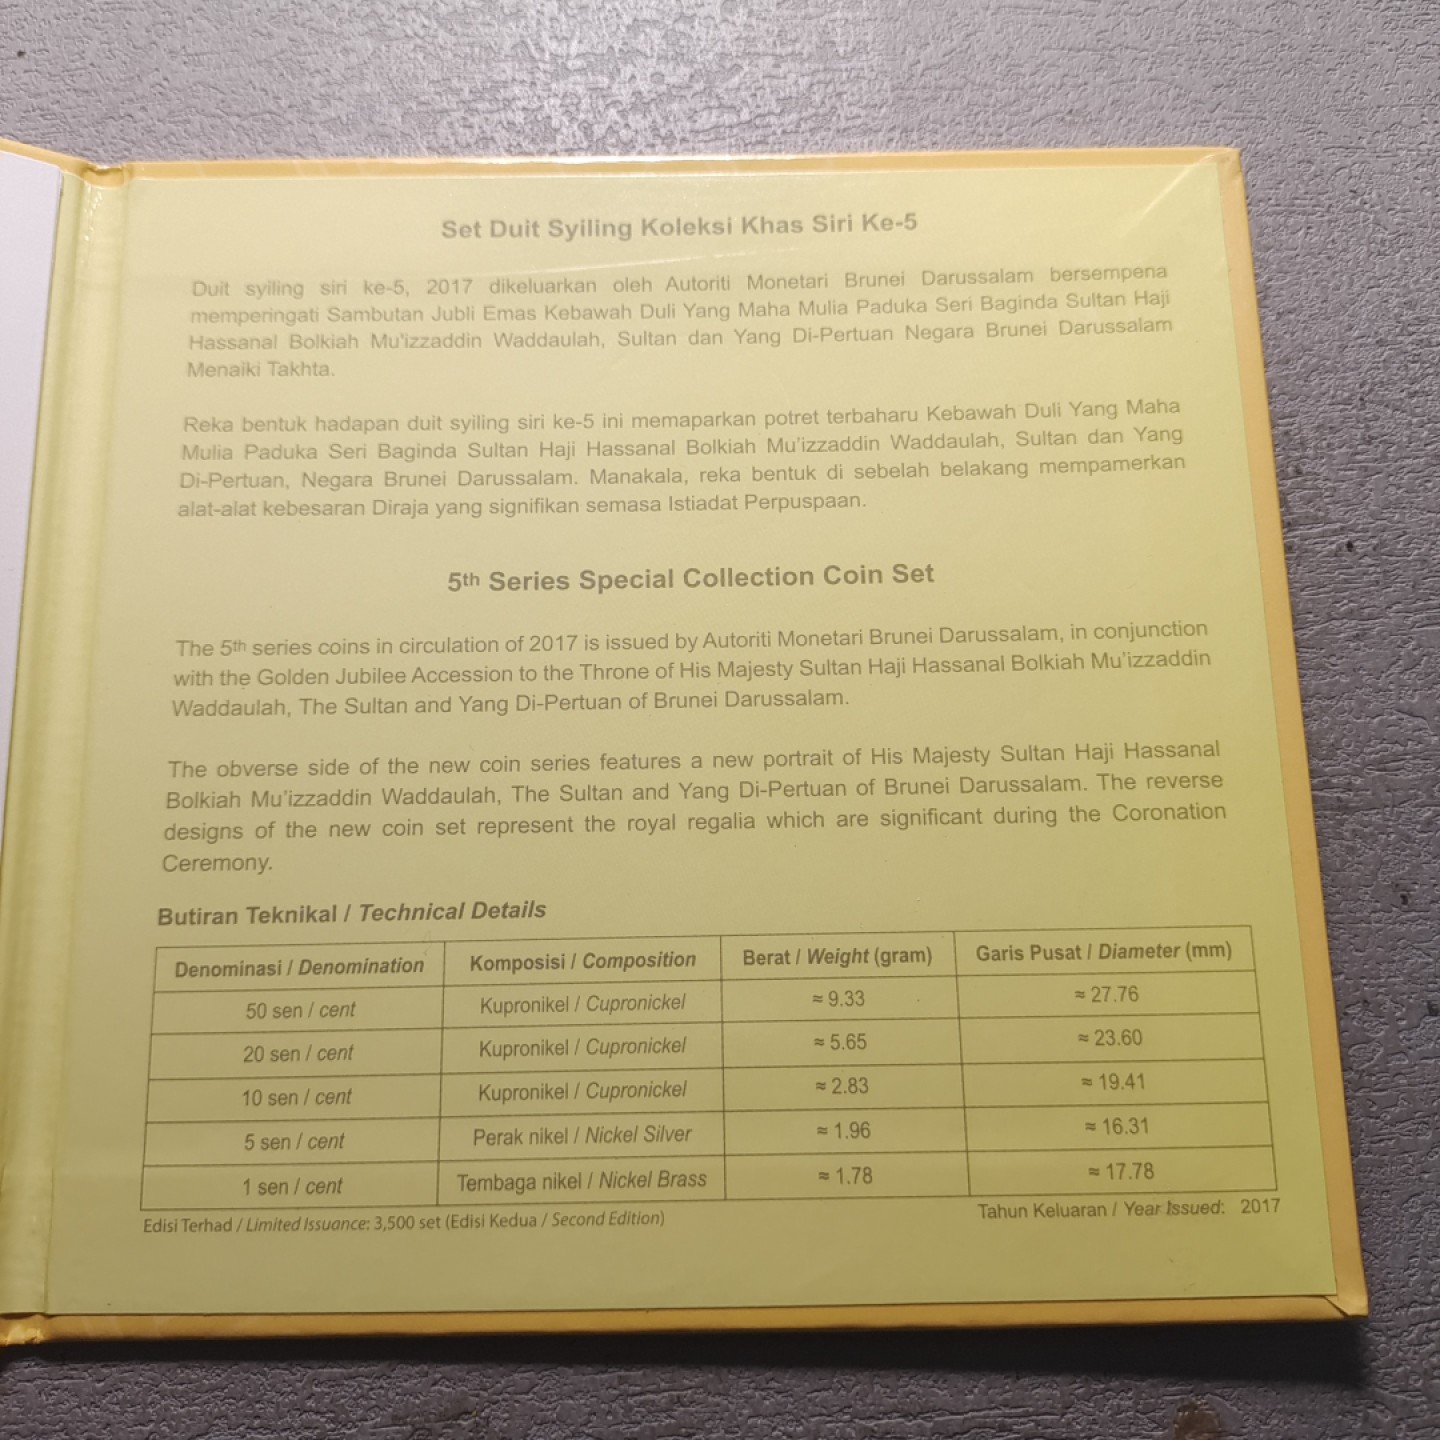 Set Duit Syiling Koleksi Khas Siri Ke-5
Duit syiling siri ke-5, 2017 dikeluarkan oleh Autoriti Monetari Brunei Darussalam bersempena
memperingati Sambutan Jubli Emas Kebawah Duli Yang Maha Mulia Paduka Seri Baginda Sultan Haji
Hassanal Bolkiah Mu'izzaddin Waddaulah, Sultan dan Yang Di-Pertuan Negara Brunei Darussalam
Menaiki Takhta.
Reka bentuk hadapan duit syiling siri ke-5 ini memaparkan potret terbaharu Kebawah Duli Yang Maha
Mulia Paduka Seri Baginda Sultan Haji Hassanal Bolkiah Mu'izzaddin Waddaulah, Sultan dan Yang
Di-Pertuan, Negara Brunei Darussalam. Manakala, reka bentuk di sebelah belakang mempamerkan
alat-alat kebesaran Diraja yang signifikan semasa Istiadat Perpuspaan.
5th Series Special Collection Coin Set
The 5th series coins in circulation of 2017 is issued by Autoriti Monetari Brunei Darussalam, in conjunction
with the Golden Jubilee Accession to the Throne of His Majesty Sultan Haji Hassanal Bolkiah Mu'izzaddin
Waddaulah, The Sultan and Yang Di-Pertuan of Brunei Darussalam.
The obverse side of the new coin series features a new portrait of His Majesty Sultan Haji Hassanal
Bolkiah Mu'izzaddin Waddaulah, The Sultan and Yang Di-Pertuan of Brunei Darussalam. The reverse
designs of the new coin set represent the royal regalia which are significant during the Coronation
Ceremony.
Butiran Teknikal / Technical Details
Denominasi / Denomination Komposisi / Composition Berat / Weight (gram) Garis Pusat / Diameter (mm)
50 sen / cent Kupronikel / Cupronickel ≈ 9.33 ≈ 27.76
20 sen / cent Kupronikel / Cupronickel ≈ 5.65 ≈ 23.60
10 sen / cent Kupronikel / Cupronickel ≈ 2.83 ≈ 19.41
5 sen / cent Perak nikel / Nickel Silver ≈ 1.96 ≈ 16.31
1 sen / cent Tembaga nikel / Nickel Brass ≈ 1.78 ≈ 17.78
Edisi Terhad / Limited Issuance: 3,500 set (Edisi Kedua / Second Edition) Tahun Keluaran / Year Issued: 2017